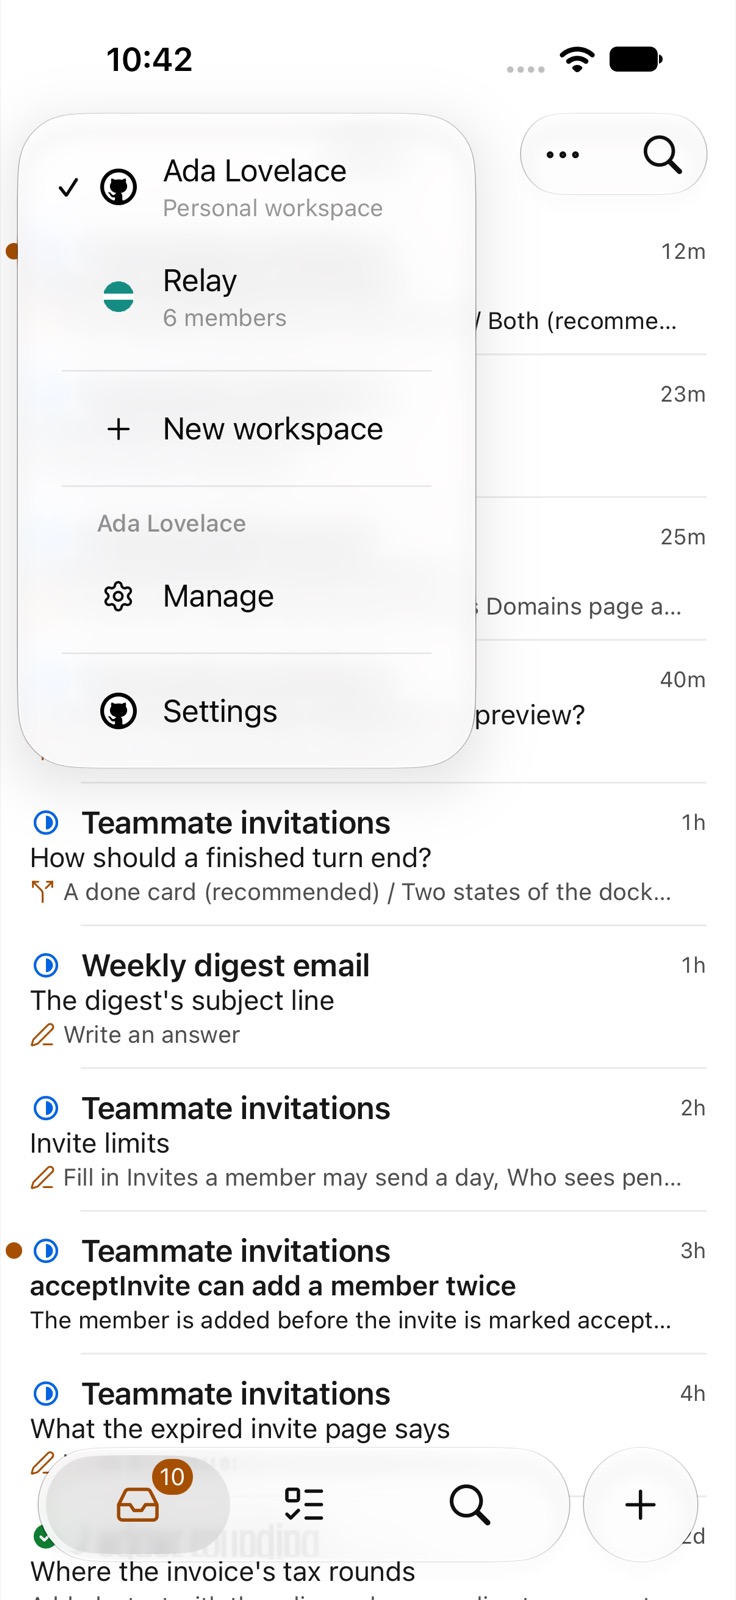 10:42
Ada Lovelace
Personal workspace
Relay
6 members
New workspace
Ada Lovelace
Manage
Settings
12m
/ Both (recomme...
23m
25m
Domains page a...
40m
preview?
Teammate invitations 1h
How should a finished turn end?
A done card (recommended) / Two states of the dock...
Weekly digest email 1h
The digest's subject line
Write an answer
Teammate invitations 2h
Invite limits
Fill in Invites a member may send a day, Who sees pen...
Teammate invitations 3h
acceptInvite can add a member twice
The member is added before the invite is marked accept...
Teammate invitations 4h
What the expired invite page says
10
2d
Where the invoice's tax rounds